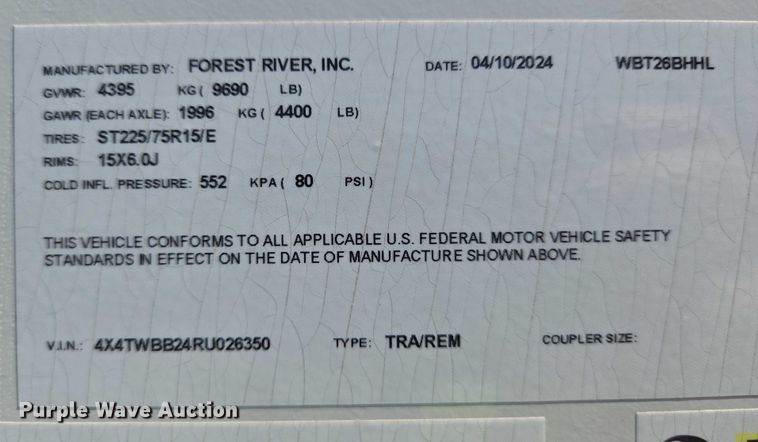 MANUFACTURED BY: FOREST RIVER, INC. DATE: 04/10/2024 WBT26BHHL
GVWR: 4395 KG ( 9690 LB)
GAWR (EACH AXLE): 1996 KG ( 4400 LB)
TIRES: ST225/75R15/E
RIMS: 15X6.0J
COLD INFL. PRESSURE: 552 KPA ( 80 PSI )
THIS VEHICLE CONFORMS TO ALL APPLICABLE U.S. FEDERAL MOTOR VEHICLE SAFETY
STANDARDS IN EFFECT ON THE DATE OF MANUFACTURE SHOWN ABOVE.
V.I.N.: 4X4TWBB24RU026350 TYPE: TRA/REM COUPLER SIZE:
Purple Wave Auction